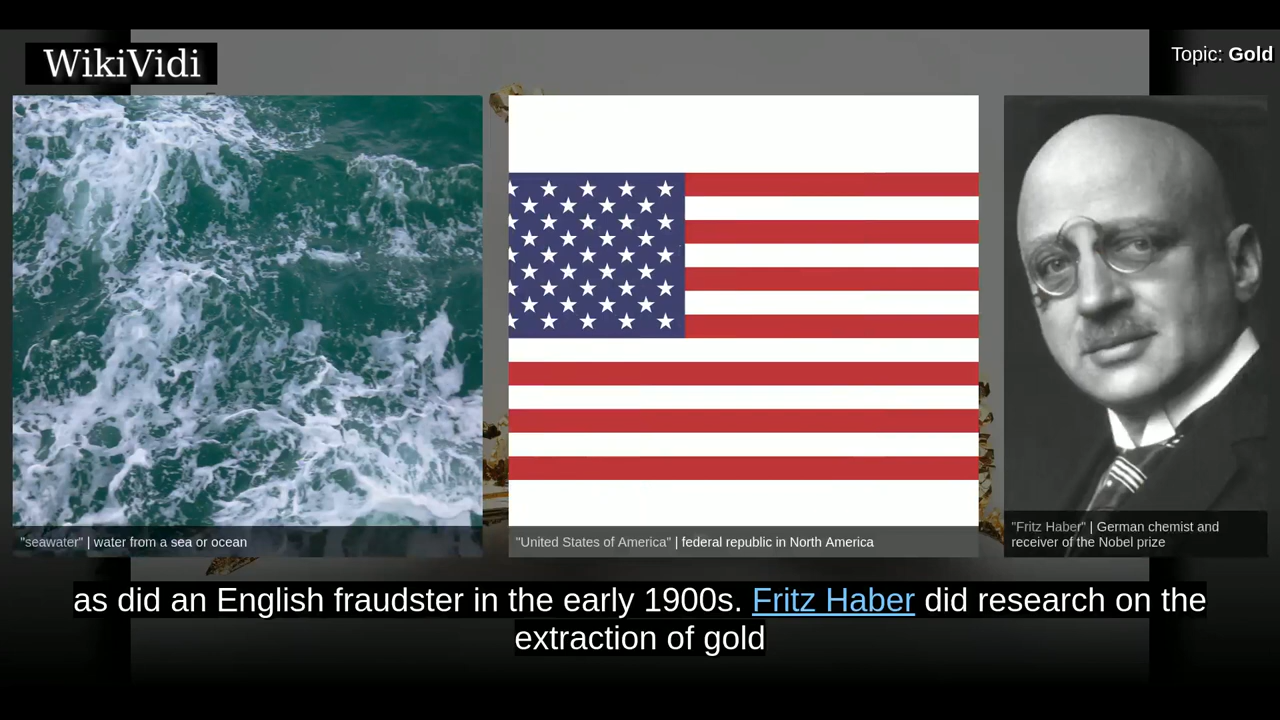 WikiVidi
Topic: Gold
"seawater" | water from a sea or ocean
"United States of America" | federal republic in North America
"Fritz Haber" | German chemist and
receiver of the Nobel prize
as did an English fraudster in the early 1900s. Fritz Haber did research on the
extraction of gold